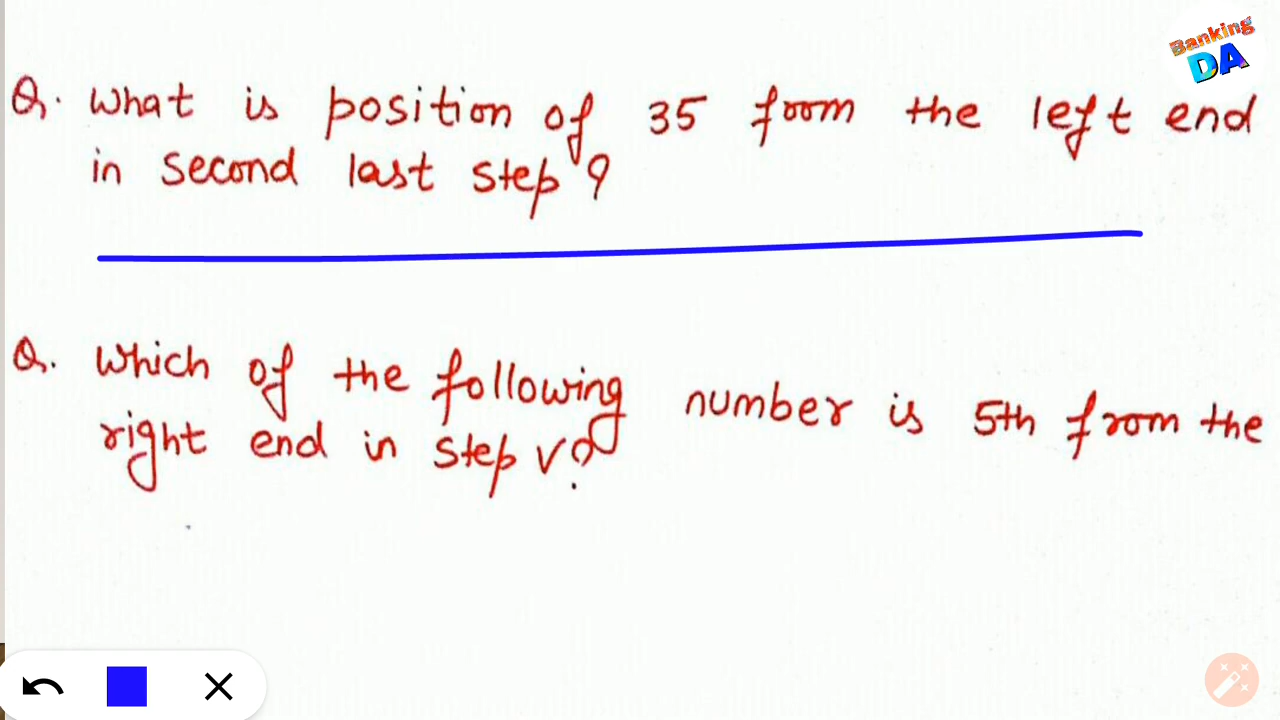 Banking
DA
Q. What is position of 35 from the left end
in second last step ?
Q. Which of the following number is 5th from the
right end in step V?